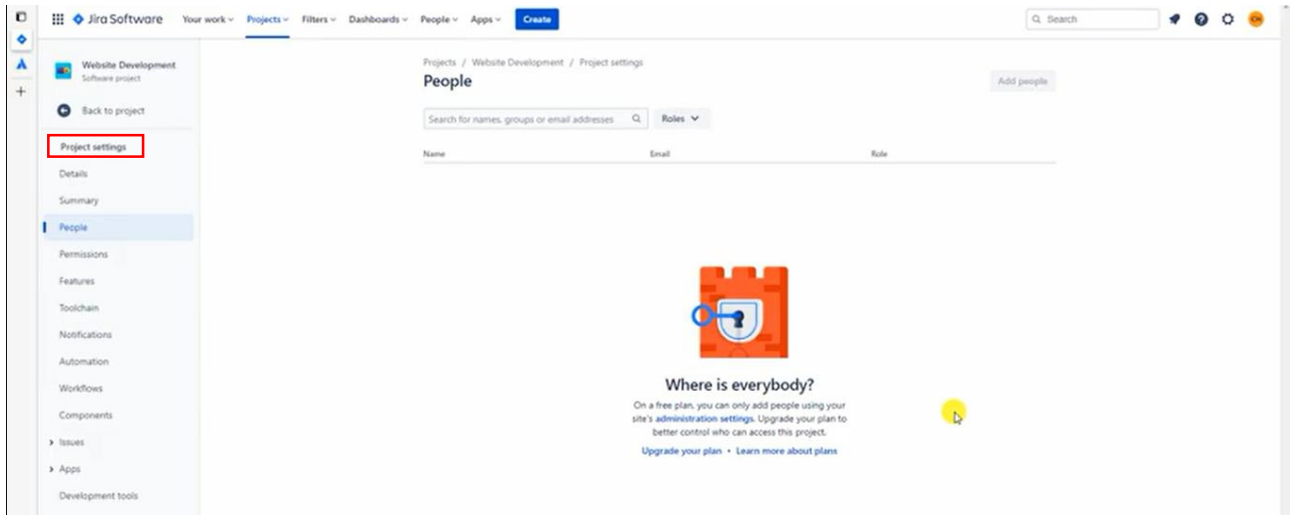 Jira Software Your work Projects Filters Dashboards People Apps Create Search
Website Development
Software project
Back to project
Project settings
Details
Summary
People
Permissions
Features
Toolchain
Notifications
Automation
Workflows
Components
Issues
Apps
Development tools
Projects / Website Development / Project settings
People
Add people
Search for names, groups or email addresses Roles
Name Email Role
Where is everybody?
On a free plan, you can only add people using your
site's administration settings. Upgrade your plan to
better control who can access this project.
Upgrade your plan • Learn more about plans